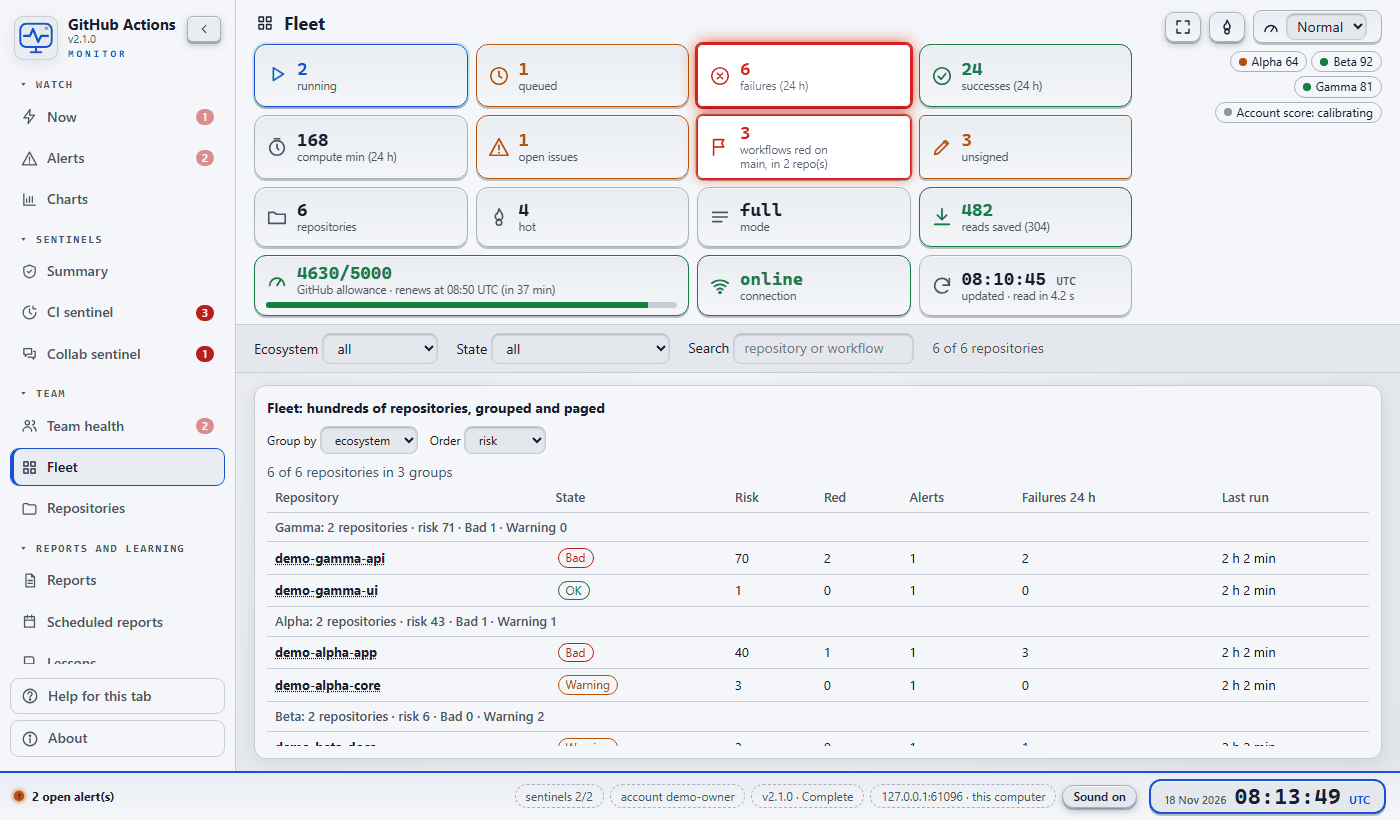 GitHub Actions
v2.1.0
MONITOR
WATCH
Now 1
Alerts 2
Charts
SENTINELS
Summary
CI sentinel 3
Collab sentinel 1
TEAM
Team health 2
Fleet
Repositories
REPORTS AND LEARNING
Reports
Scheduled reports
Lessons
Help for this tab
About
Fleet
Normal
Alpha 64
Beta 92
Gamma 81
Account score: calibrating
2
running
1
queued
6
failures (24 h)
24
successes (24 h)
168
compute min (24 h)
1
open issues
3
workflows red on
main, in 2 repo(s)
3
unsigned
6
repositories
4
hot
full
mode
482
reads saved (304)
4630/5000
GitHub allowance · renews at 08:50 UTC (in 37 min)
online
connection
08:10:45 UTC
updated · read in 4.2 s
Ecosystem all State all Search repository or workflow 6 of 6 repositories
Fleet: hundreds of repositories, grouped and paged
Group by ecosystem Order risk
6 of 6 repositories in 3 groups
Repository State Risk Red Alerts Failures 24 h Last run
Gamma: 2 repositories · risk 71 · Bad 1 · Warning 0
demo-gamma-api Bad 70 2 1 2 2 h 2 min
demo-gamma-ui OK 1 0 1 0 2 h 2 min
Alpha: 2 repositories · risk 43 · Bad 1 · Warning 1
demo-alpha-app Bad 40 1 1 3 2 h 2 min
demo-alpha-core Warning 3 0 1 0 2 h 2 min
Beta: 2 repositories · risk 6 · Bad 0 · Warning 2
2 open alert(s)
sentinels 2/2
account demo-owner
v2.1.0 · Complete
127.0.0.1:61096 · this computer
Sound on
18 Nov 2026 08:13:49 UTC